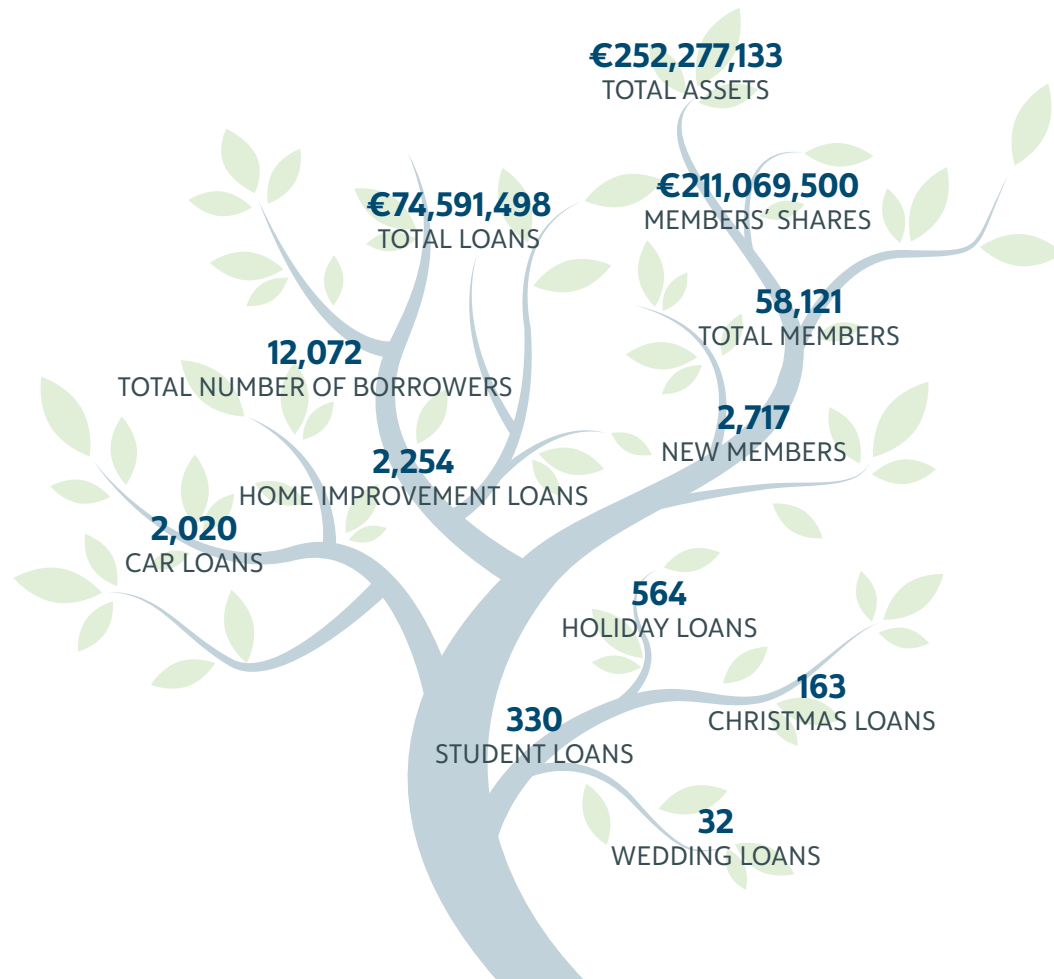 €252,277,133
TOTAL ASSETS
€211,069,500
MEMBERS’ SHARES
€74,591,498
TOTAL LOANS
58,121
TOTAL MEMBERS
12,072
TOTAL NUMBER OF BORROWERS
2,717
NEW MEMBERS
2,254
HOME IMPROVEMENT LOANS
2,020
CAR LOANS
564
HOLIDAY LOANS
163
CHRISTMAS LOANS
330
STUDENT LOANS
32
WEDDING LOANS